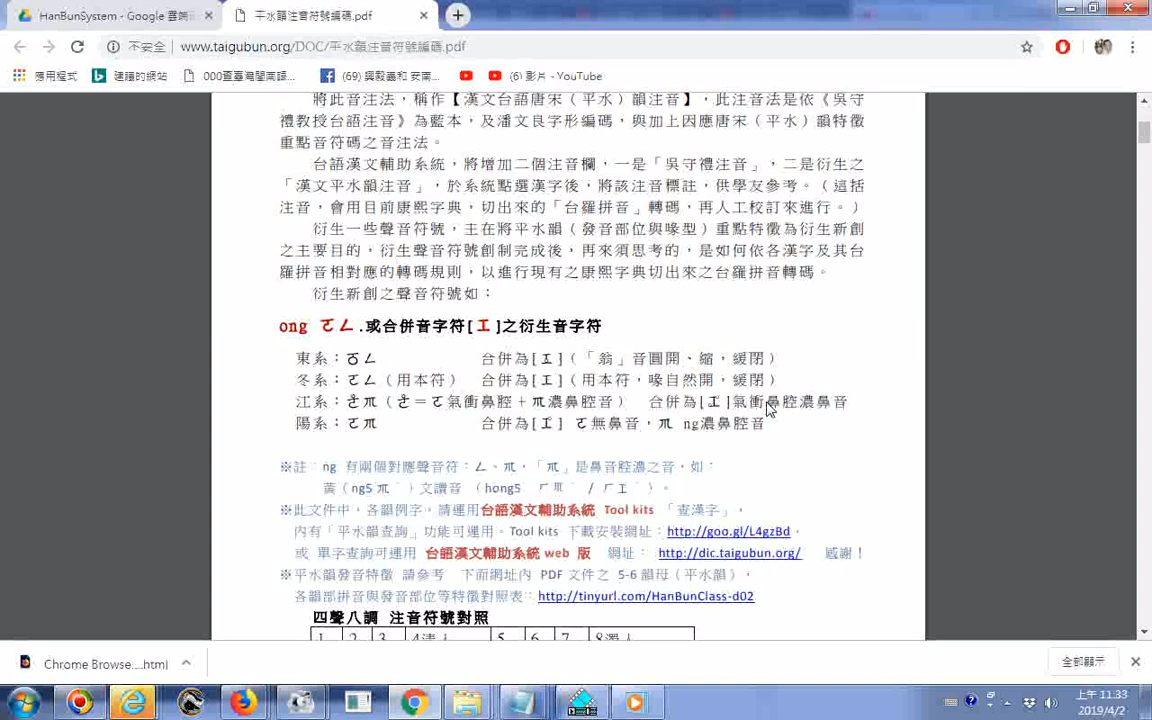 HanBunSystem - Google 雲端
平水韻注音符號編碼.pdf
不安全 www.taigubun.org/DOC/平水韻注音符號編碼.pdf
應用程式 建議的網站 000查臺灣閩南語... (69) 吳毅嘉和 安南... (6) 影片 - YouTube
將此音注法，稱作【漢文台語唐宋（平水）韻注音】，此注音法是依《吳守
禮教授台語注音》為藍本，及潘文良字形編碼，與加上因應唐宋（平水）韻特徵
重點音符碼之音注法。
台語漢文輔助系統，將增加二個注音欄，一是「吳守禮注音」，二是衍生之
「漢文平水韻注音」，於系統點選漢字後，將該注音標註，供學友參考。（這括
注音，會用目前康熙字典，切出來的「台羅拼音」轉碼，再人工校訂來進行。）
衍生一些聲音符號，主在將平水韻（發音部位與喙型）重點特徵為衍生新創
之主要目的，衍生聲音符號創制完成後，再來須思考的，是如何依各漢字及其台
羅拼音相對應的轉碼規則，以進行現有之康熙字典切出來之台羅拼音轉碼。
衍生新創之聲音符號如：
ong ㄛㄥ.或合併音字符[ㆲ]之衍生音字符
東系： 合併為[ ]（「翁」音圓開、縮，緩閉）
冬系：ㄛㄥ（用本符） 合併為[ㆲ]（用本符，喙自然開，緩閉）
江系： （ ＝ㄛ氣衝鼻腔＋ 濃鼻腔音） 合併為[ ]氣衝鼻腔濃鼻音
陽系： 合併為[ ] ㄛ無鼻音， ng濃鼻腔音
※註：ng 有兩個對應聲音符：ㄥ、 ，「 」是鼻音腔濃之音，如：
黃（ng5 ）文讀音 （hong5 ）。
※此文件中，各韻例字，請運用台語漢文輔助系統 Tool kits 「查漢字」，
內有「平水韻查詢」功能可運用。Tool kits 下載安裝網址：http://goo.gl/L4gzBd，
或 單字查詢可運用 台語漢文輔助系統 web 版 網址： http://dic.taigubun.org/ 感謝！
※平水韻發音特徵 請參考 下面網址內 PDF 文件之 5-6 韻母（平水韻），
各韻部拼音與發音部位等特徵對照表：http://tinyurl.com/HanBunClass-d02
四聲八調 注音符號對照
1 2 3 5 6 7
Chrome Browse....html
全部顯示
上午 11:33
2019/4/2